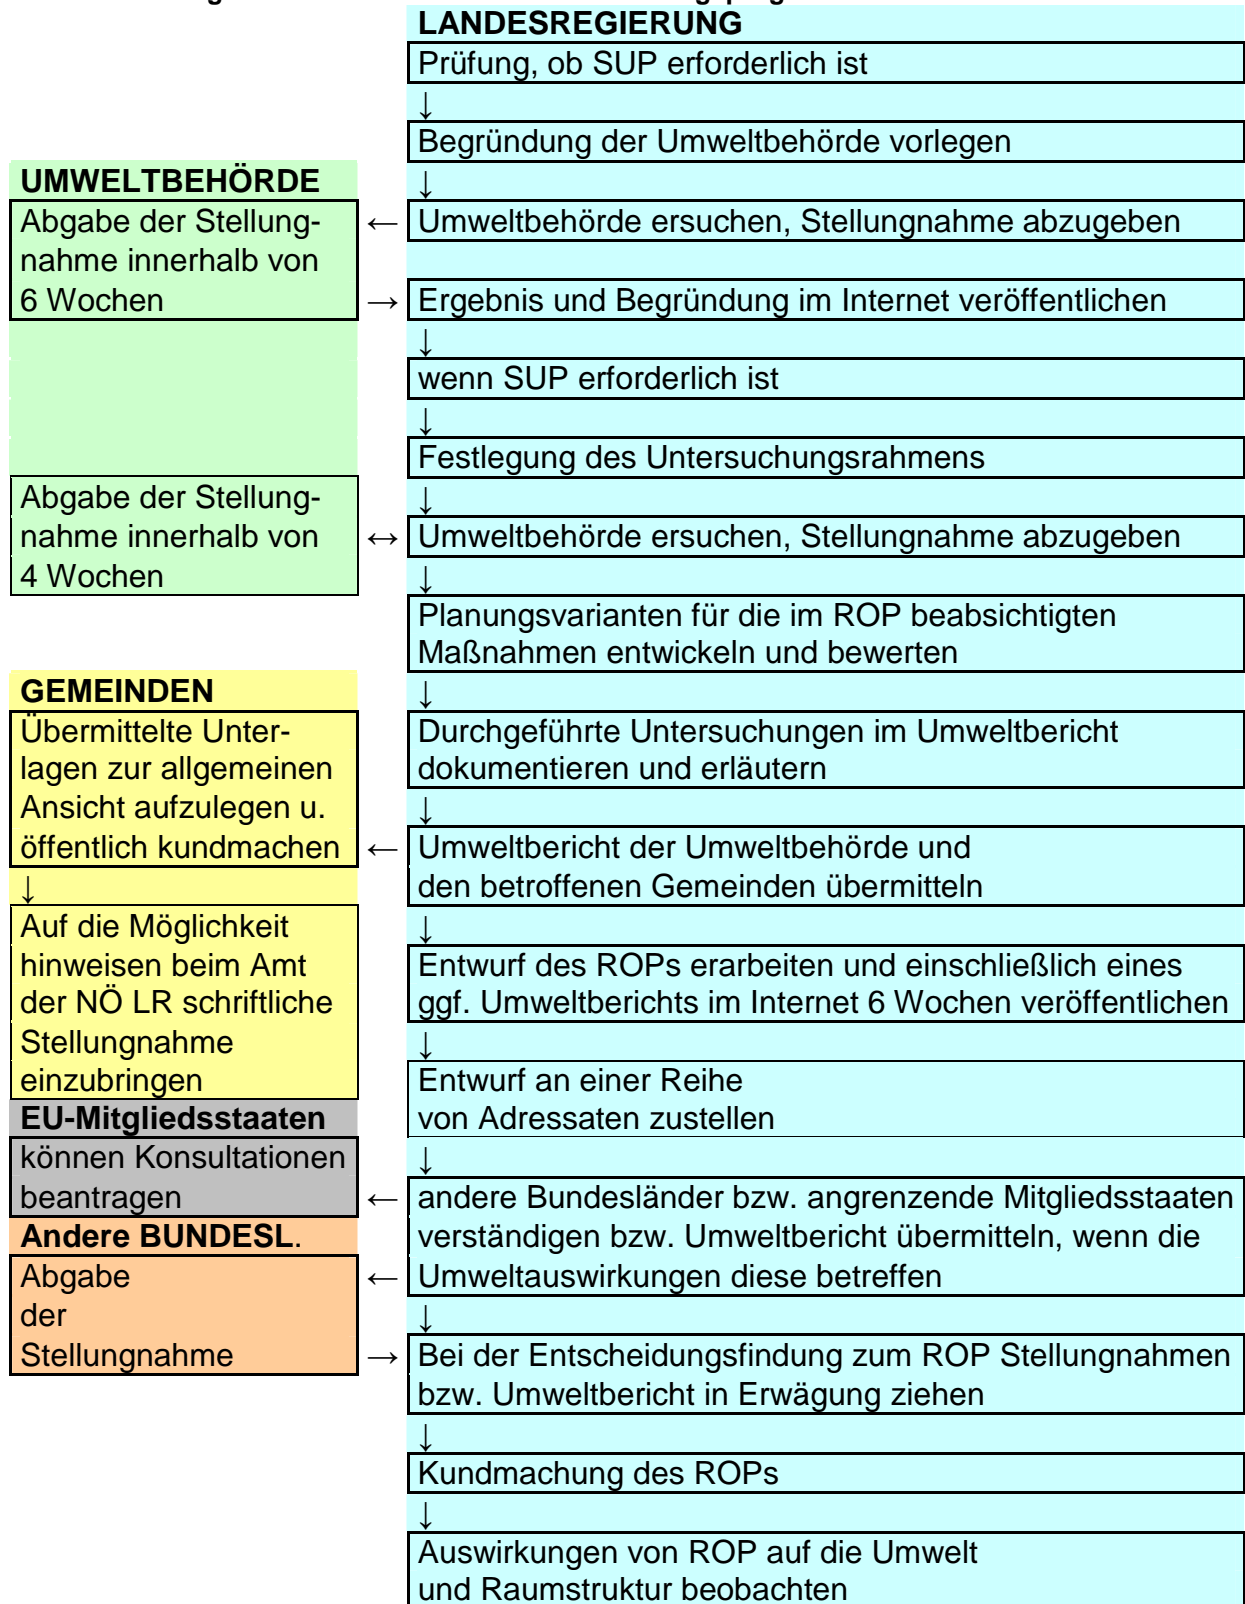 LANDESREGIERUNG
Prüfung, ob SUP erforderlich ist
↓
Begründung der Umweltbehörde vorlegen
UMWELTBEHÖRDE
↓
Abgabe der Stellung-
nahme innerhalb von
6 Wochen
← Umweltbehörde ersuchen, Stellungnahme abzugeben
→ Ergebnis und Begründung im Internet veröffentlichen
↓
wenn SUP erforderlich ist
↓
Festlegung des Untersuchungsrahmens
↓
Abgabe der Stellung-
nahme innerhalb von
4 Wochen
↔ Umweltbehörde ersuchen, Stellungnahme abzugeben
↓
Planungsvarianten für die im ROP beabsichtigten
Maßnahmen entwickeln und bewerten
↓
GEMEINDEN
Übermittelte Unter-
lagen zur allgemeinen
Ansicht aufzulegen u.
öffentlich kundmachen
↓
Auf die Möglichkeit
hinweisen beim Amt
der NÖ LR schriftliche
Stellungnahme
einzubringen
Durchgeführte Untersuchungen im Umweltbericht
dokumentieren und erläutern
↓
← Umweltbericht der Umweltbehörde und
den betroffenen Gemeinden übermitteln
↓
Entwurf des ROPs erarbeiten und einschließlich eines
ggf. Umweltberichts im Internet 6 Wochen veröffentlichen
↓
Entwurf an einer Reihe
von Adressaten zustellen
↓
EU-Mitgliedsstaaten
können Konsultationen
beantragen
Andere BUNDESL.
Abgabe
der
Stellungnahme
← andere Bundesländer bzw. angrenzende Mitgliedsstaaten
verständigen bzw. Umweltbericht übermitteln, wenn die
← Umweltauswirkungen diese betreffen
↓
→ Bei der Entscheidungsfindung zum ROP Stellungnahmen
bzw. Umweltbericht in Erwägung ziehen
↓
Kundmachung des ROPs
↓
Auswirkungen von ROP auf die Umwelt
und Raumstruktur beobachten